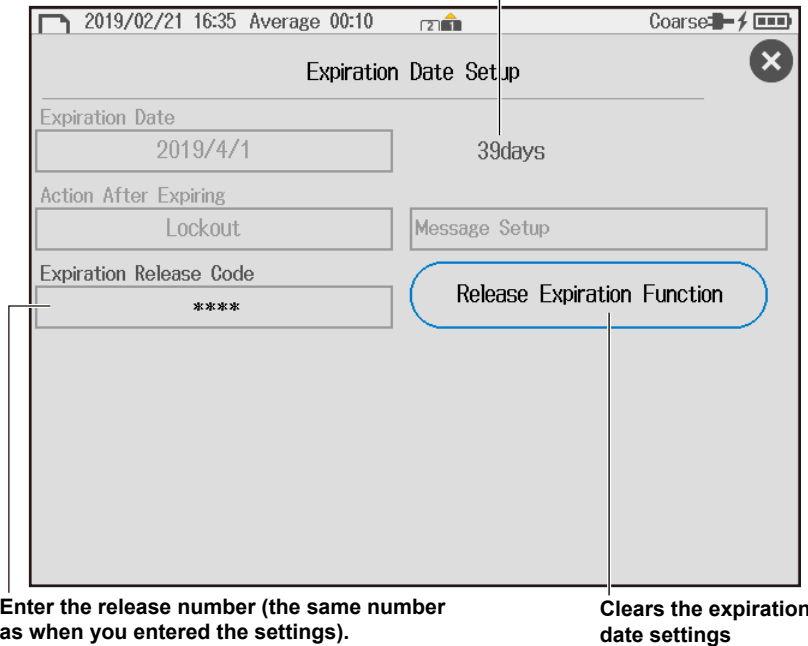 2019/02/21 16:35 Average 00:10 2 1 Coarse
Expiration Date Setup
Expiration Date
2019/4/1 39days
Action After Expiring
Lockout Message Setup
Expiration Release Code
**** Release Expiration Function
Enter the release number (the same number
as when you entered the settings).
Clears the expiration
date settings